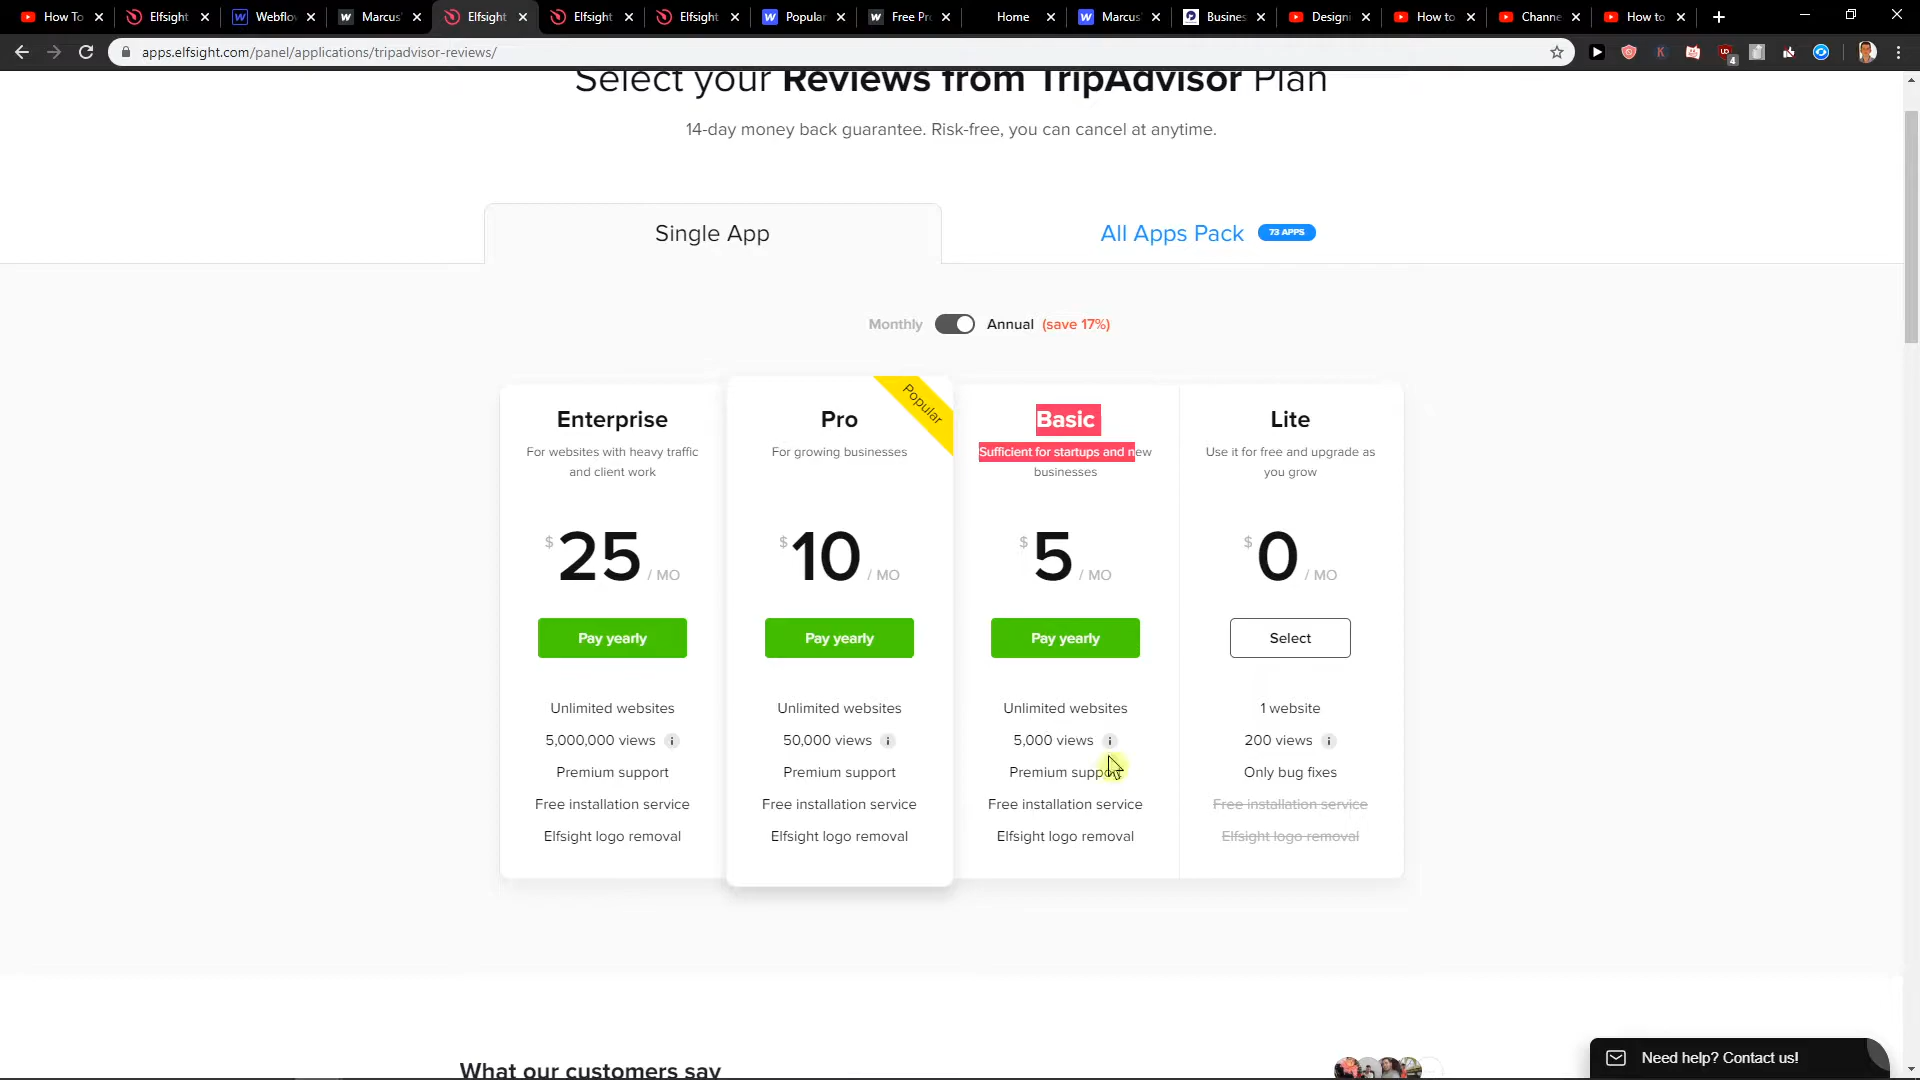 How To
Elfsight
Webflo
Marcus'
Elfsight
Elfsight
Elfsight
Popular
Free Pr
Home
Marcus'
Busines
Designi
How to
Channe
How to
apps.elfsight.com/panel/applications/tripadvisor-reviews/
4
Select your Reviews from TripAdvisor Plan
14-day money back guarantee. Risk-free, you can cancel at anytime.
Single App
All Apps Pack 73 APPS
Monthly Annual (save 17%)
Enterprise
For websites with heavy traffic
and client work
$ 25 / MO
Pay yearly
Unlimited websites
5,000,000 views i
Premium support
Free installation service
Elfsight logo removal
Popular
Pro
For growing businesses
$ 10 / MO
Pay yearly
Unlimited websites
50,000 views i
Premium support
Free installation service
Elfsight logo removal
Basic
Sufficient for startups and new
businesses
$ 5 / MO
Pay yearly
Unlimited websites
5,000 views i
Premium support
Free installation service
Elfsight logo removal
Lite
Use it for free and upgrade as
you grow
$ 0 / MO
Select
1 website
200 views i
Only bug fixes
Free installation service
Elfsight logo removal
What our customers say
Need help? Contact us!